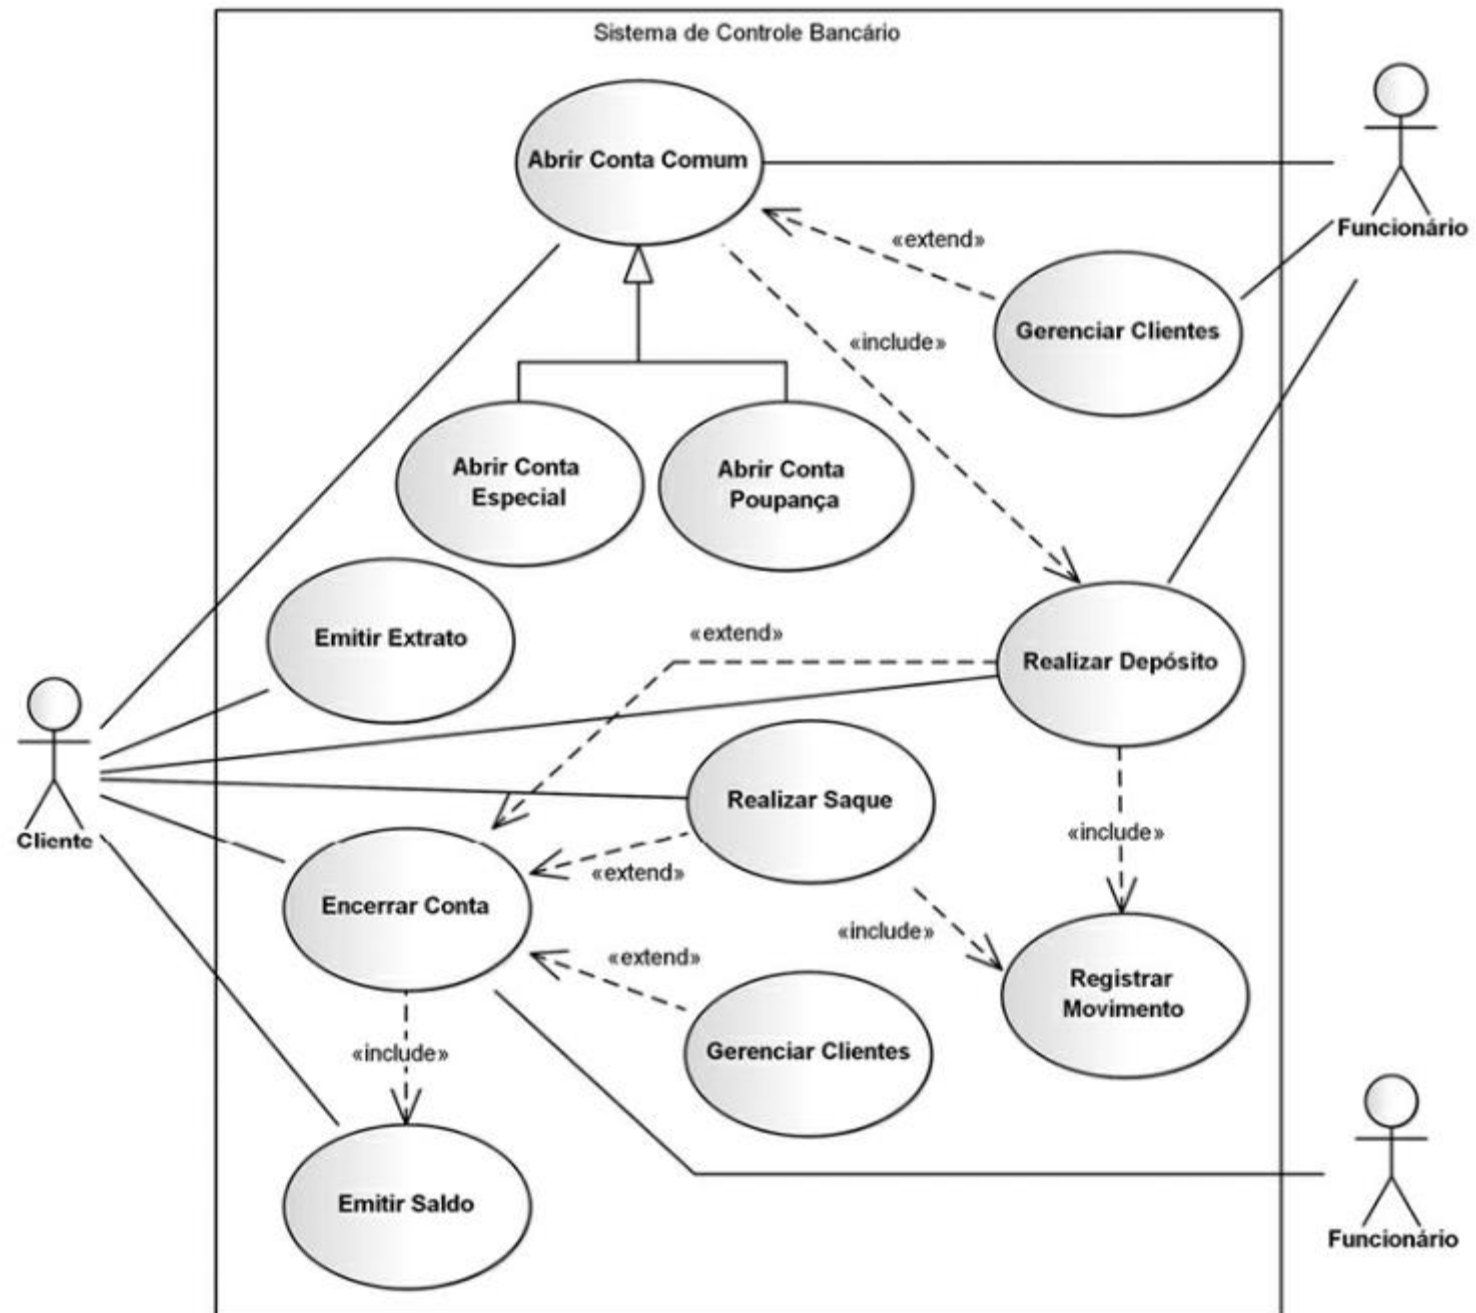 Sistema de Controle Bancário
Abrir Conta Comum
Funcionário
«extend»
Gerenciar Clientes
«include»
Abrir Conta
Especial
Abrir Conta
Poupança
Emitir Extrato
«extend»
Realizar Depósito
Cliente
Realizar Saque
«include»
«extend»
Encerrar Conta
«include»
«extend»
Registrar
Movimento
Gerenciar Clientes
«include»
Emitir Saldo
Funcionário